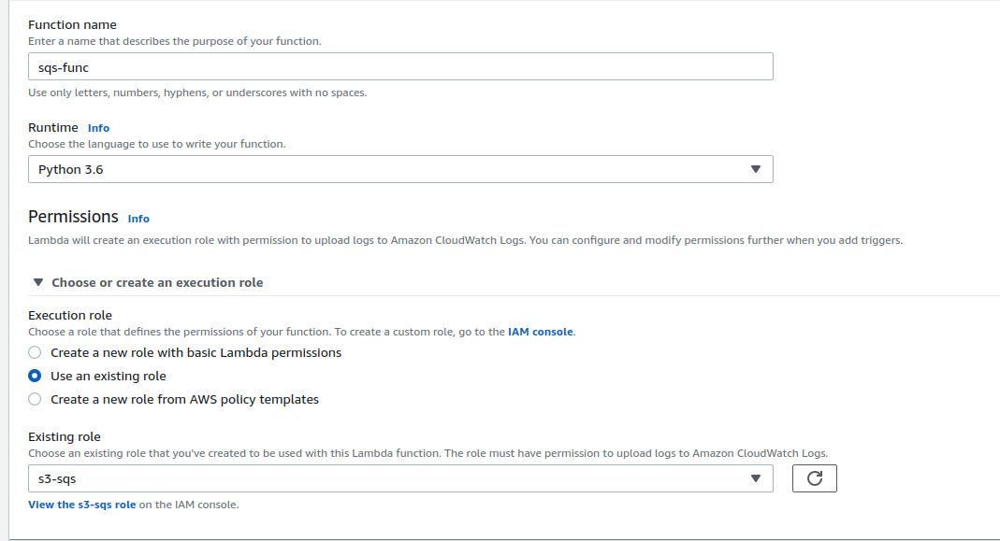 Function name
Enter a name that describes the purpose of your function.
sqs-func
Use only letters, numbers, hyphens, or underscores with no spaces.
Runtime Info
Choose the language to use to write your function.
Python 3.6
Permissions Info
Lambda will create an execution role with permission to upload logs to Amazon CloudWatch Logs. You can configure and modify permissions further when you add triggers.
Choose or create an execution role
Execution role
Choose a role that defines the permissions of your function. To create a custom role, go to the IAM console.
Create a new role with basic Lambda permissions
Use an existing role
Create a new role from AWS policy templates
Existing role
Choose an existing role that you've created to be used with this Lambda function. The role must have permission to upload logs to Amazon CloudWatch Logs.
s3-sqs
View the s3-sqs role on the IAM console.